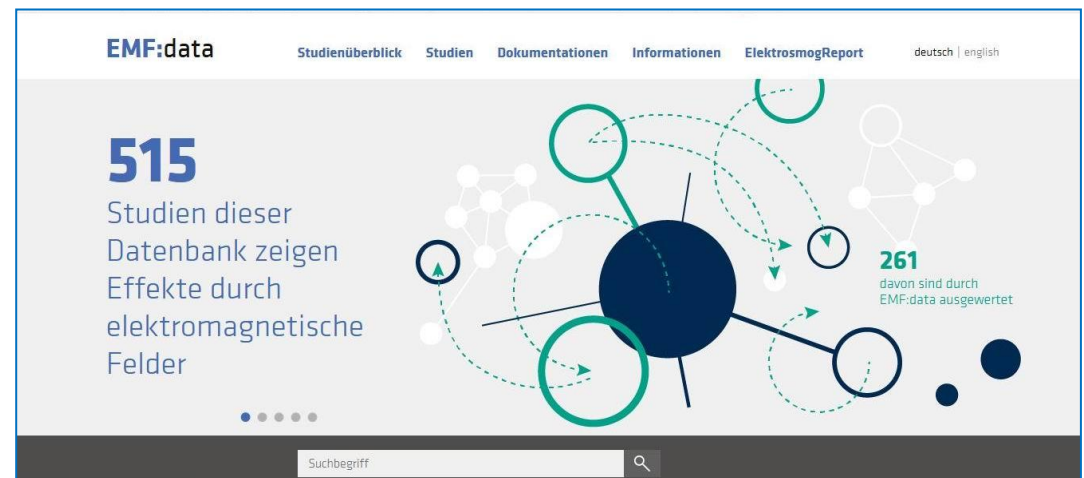 EMF:data
Studienüberblick Studien Dokumentationen Informationen ElektrosmogReport deutsch | english
515
Studien dieser
Datenbank zeigen
Effekte durch
elektromagnetische
Felder
261
davon sind durch
EMF:data ausgewertet
Suchbegriff